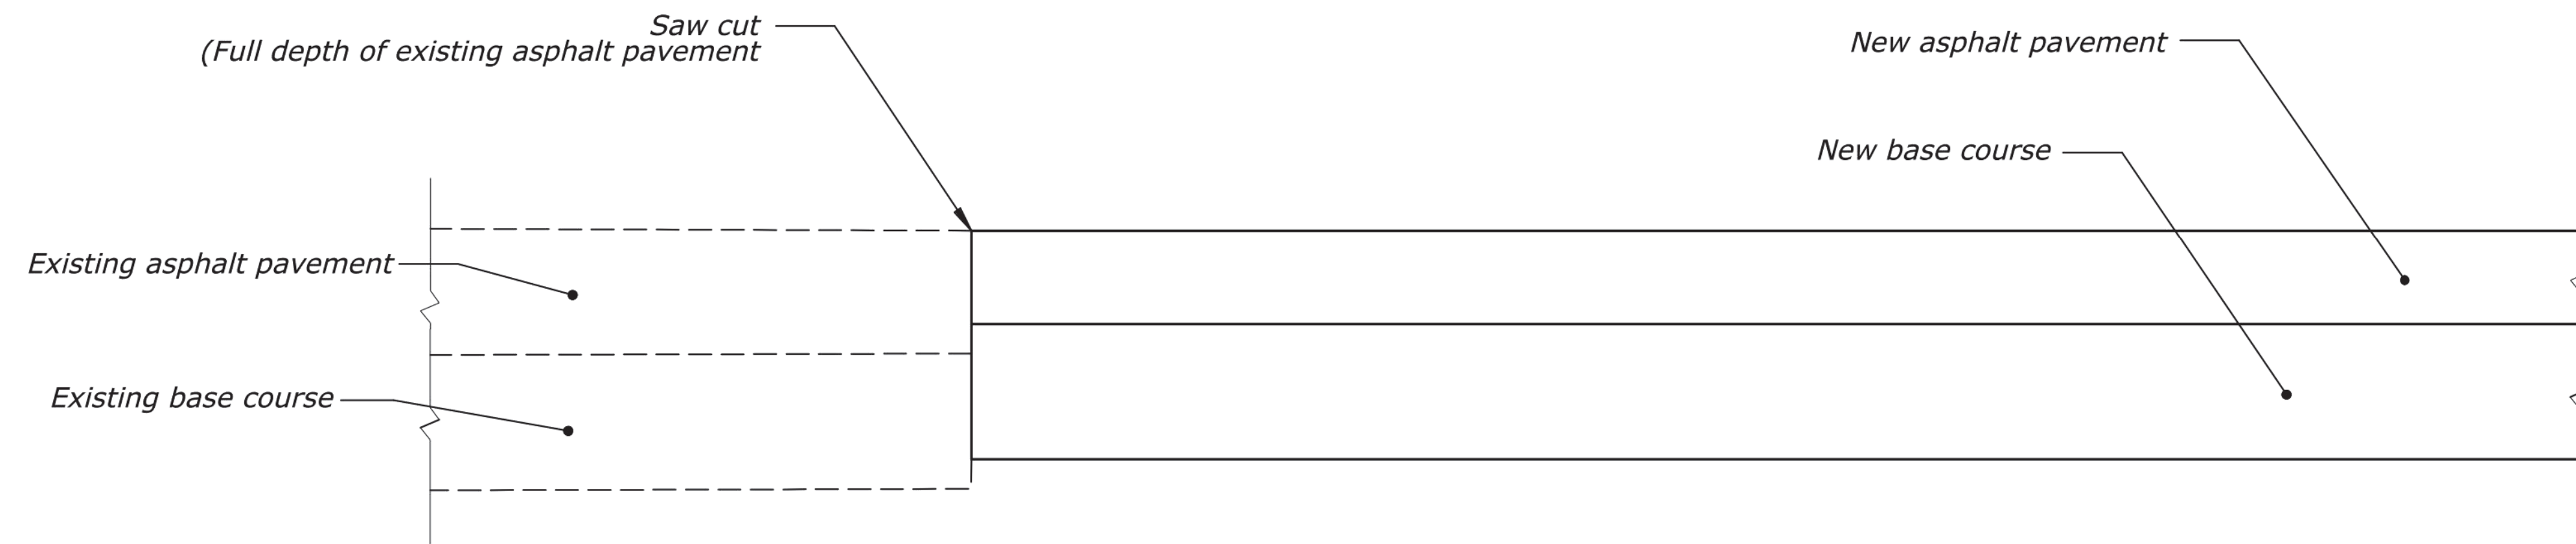 Saw cut
(Full depth of existing asphalt pavement
New asphalt pavement
New base course
Existing asphalt pavement
Existing base course